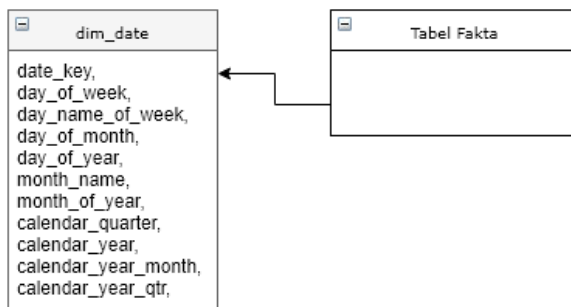 dim_date
date_key,
day_of_week,
day_name_of_week,
day_of_month,
day_of_year,
month_name,
month_of_year,
calendar_quarter,
calendar_year,
calendar_year_month,
calendar_year_qtr,
Tabel Fakta